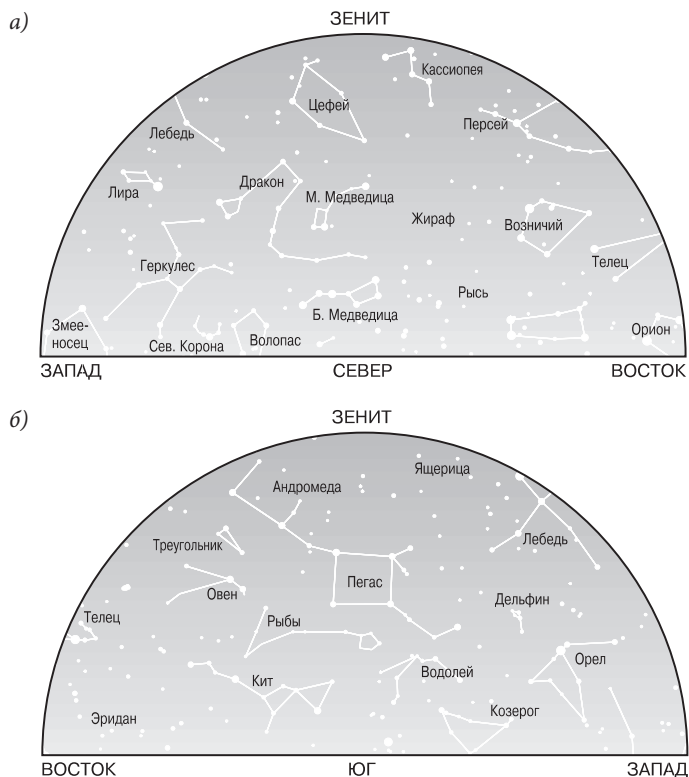 а)
ЗЕНИТ
Кассиопея
Цефей
Персей
Лебедь
Дракон
Лира
М. Медведица
Жираф
Возничий
Геркулес
Телец
Рысь
Б. Медведица
Змее-
носец
Орион
Сев. Корона
Волопас
ЗАПАД
СЕВЕР
ВОСТОК
б)
ЗЕНИТ
Ящерица
Андромеда
Лебедь
Треугольник
Пегас
Овен
Дельфин
Телец
Рыбы
Орел
Водолей
Кит
Козерог
Эридан
ВОСТОК
ЮГ
ЗАПАД